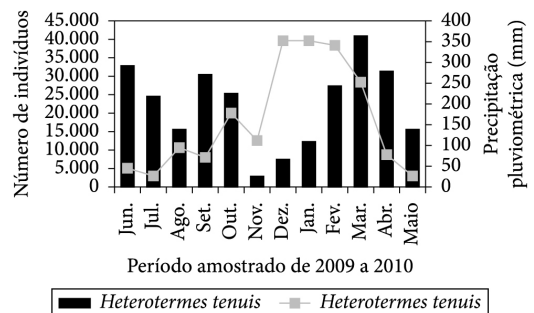 Número de indivíduos
45.000
40.000
35.000
30.000
25.000
20.000
15.000
10.000
5.000
0
400
350
300
250
200
150
100
50
0
Precipitação
pluviométrica (mm)
Jun.
Jul.
Ago.
Set.
Out.
Nov.
Dez.
Jan.
Fev.
Mar.
Abr.
Maio
Período amostrado de 2009 a 2010
Heterotermes tenuis
Heterotermes tenuis